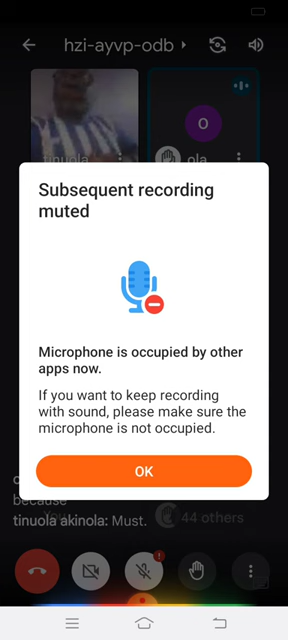 hzi-ayvp-odb
tinuola
ola
O
Subsequent recording
muted
Microphone is occupied by other
apps now.
If you want to keep recording
with sound, please make sure the
microphone is not occupied.
OK
because
tinuola akinola: Must.
You
44 others